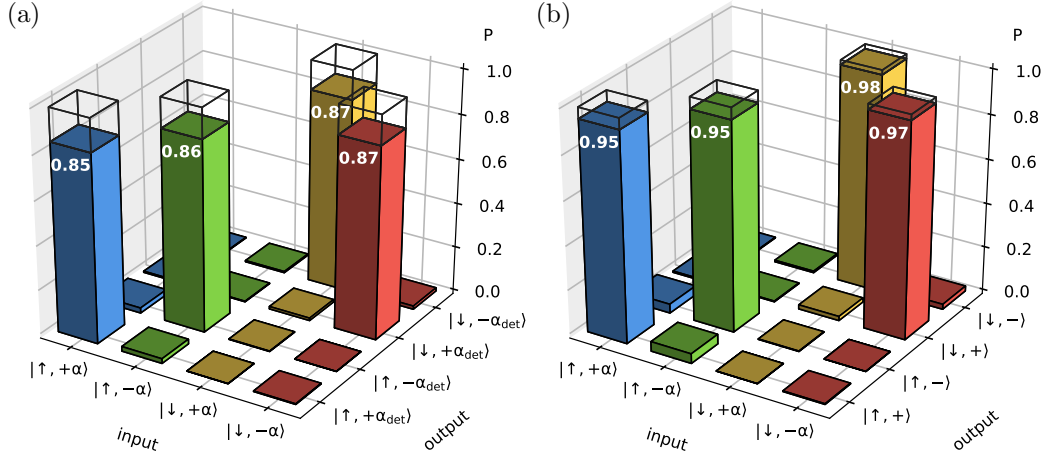 (a)
P
1.0
0.8
0.6
0.4
0.2
0.0
0.85
0.86
0.87
0.87
|↑, +α⟩
|↑, −α⟩
|↓, +α⟩
|↓, −α⟩
input
|↓, −α_det⟩
|↓, +α_det⟩
|↑, −α_det⟩
|↑, +α_det⟩
output
(b)
P
1.0
0.8
0.6
0.4
0.2
0.0
0.95
0.95
0.98
0.97
|↑, +α⟩
|↑, −α⟩
|↓, +α⟩
|↓, −α⟩
input
|↓, −⟩
|↓, +⟩
|↑, −⟩
|↑, +⟩
output